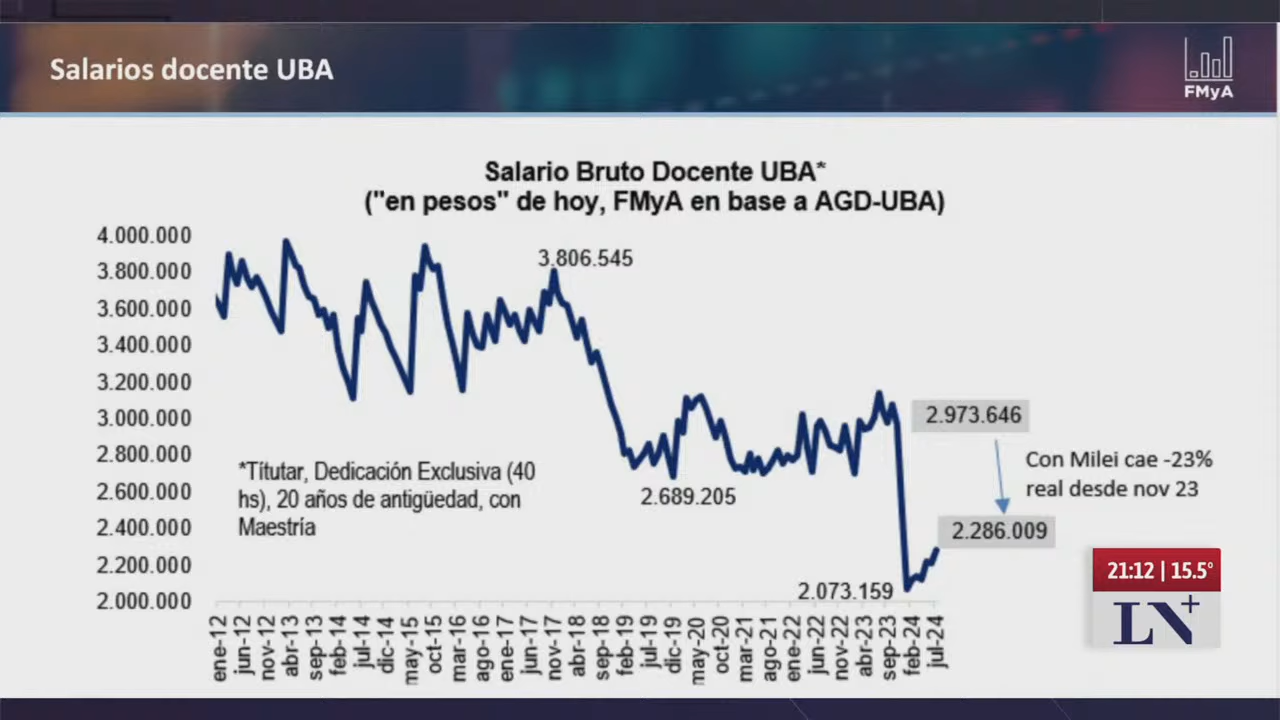 Salarios docente UBA
FMyA
Salario Bruto Docente UBA*
("en pesos" de hoy, FMyA en base a AGD-UBA)
4.000.000
3.800.000
3.600.000
3.400.000
3.200.000
3.000.000
2.800.000
2.600.000
2.400.000
2.200.000
2.000.000
3.806.545
2.689.205
2.973.646
Con Milei cae -23%
real desde nov 23
2.286.009
2.073.159
*Títutar, Dedicación Exclusiva (40
hs), 20 años de antigüedad, con
Maestría
ene-12
jun-12
nov-12
abr-13
sep-13
feb-14
jul-14
dic-14
may-15
oct-15
mar-16
ago-16
ene-17
jun-17
nov-17
abr-18
sep-18
feb-19
jul-19
dic-19
may-20
oct-20
mar-21
ago-21
ene-22
jun-22
nov-22
abr-23
sep-23
feb-24
jul-24
21:12 | 15.5°
LN+